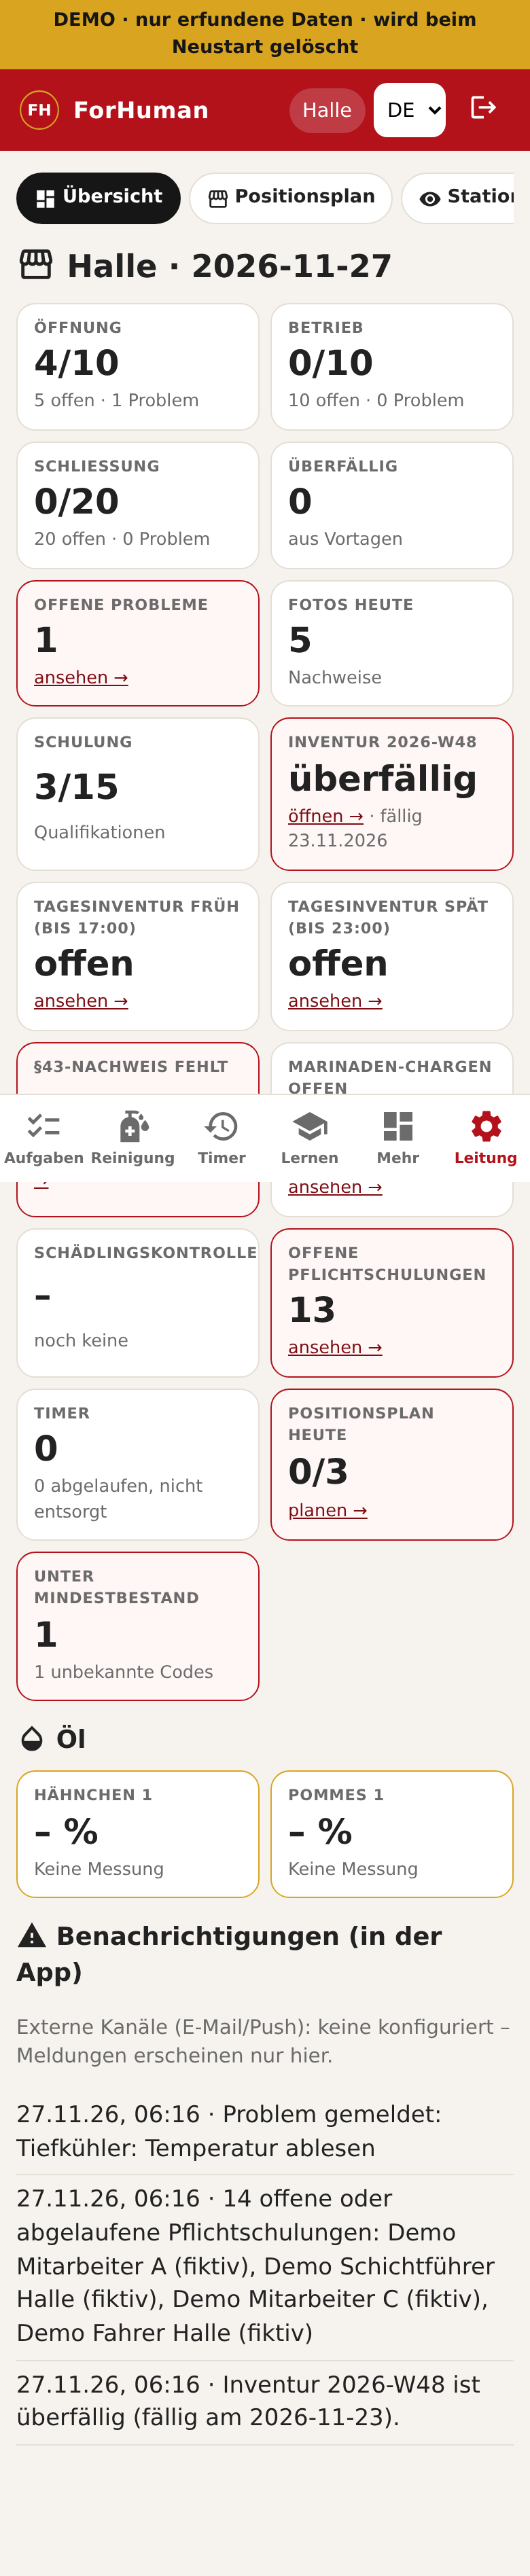 DEMO · nur erfundene Daten · wird beim
Neustart gelöscht
FH ForHuman Halle DE
Übersicht Positionsplan Station
Halle · 2026-11-27
ÖFFNUNG
4/10
5 offen · 1 Problem
BETRIEB
0/10
10 offen · 0 Problem
SCHLIESSUNG
0/20
20 offen · 0 Problem
ÜBERFÄLLIG
0
aus Vortagen
OFFENE PROBLEME
1
ansehen →
FOTOS HEUTE
5
Nachweise
SCHULUNG
3/15
Qualifikationen
INVENTUR 2026-W48
überfällig
öffnen → · fällig
23.11.2026
TAGESINVENTUR FRÜH
(BIS 17:00)
offen
ansehen →
TAGESINVENTUR SPÄT
(BIS 23:00)
offen
ansehen →
§43-NACHWEIS FEHLT
→
MARINADEN-CHARGEN
OFFEN
ansehen →
Aufgaben Reinigung Timer Lernen Mehr Leitung
SCHÄDLINGSKONTROLLE
–
noch keine
OFFENE
PFLICHTSCHULUNGEN
13
ansehen →
TIMER
0
0 abgelaufen, nicht
entsorgt
POSITIONSPLAN
HEUTE
0/3
planen →
UNTER
MINDESTBESTAND
1
1 unbekannte Codes
Öl
HÄHNCHEN 1
– %
Keine Messung
POMMES 1
– %
Keine Messung
Benachrichtigungen (in der
App)
Externe Kanäle (E-Mail/Push): keine konfiguriert –
Meldungen erscheinen nur hier.
27.11.26, 06:16 · Problem gemeldet:
Tiefkühler: Temperatur ablesen
27.11.26, 06:16 · 14 offene oder
abgelaufene Pflichtschulungen: Demo
Mitarbeiter A (fiktiv), Demo Schichtführer
Halle (fiktiv), Demo Mitarbeiter C (fiktiv),
Demo Fahrer Halle (fiktiv)
27.11.26, 06:16 · Inventur 2026-W48 ist
überfällig (fällig am 2026-11-23).